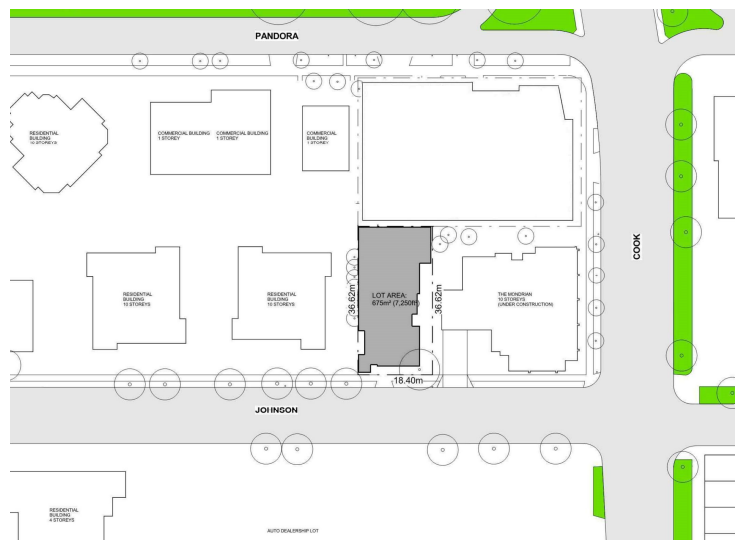 PANDORA
RESIDENTIAL
BUILDING
10 STOREYS
COMMERCIAL BUILDING
1 STOREY
COMMERCIAL BUILDING
1 STOREY
COMMERCIAL
BUILDING
1 STOREY
COOK
RESIDENTIAL
BUILDING
10 STOREYS
RESIDENTIAL
BUILDING
10 STOREYS
36.62m
LOT AREA:
675m² (7,250ft²)
36.62m
THE MONDRIAN
10 STOREYS
(UNDER CONSTRUCTION)
18.40m
JOHNSON
RESIDENTIAL
BUILDING
4 STOREYS
AUTO DEALERSHIP LOT